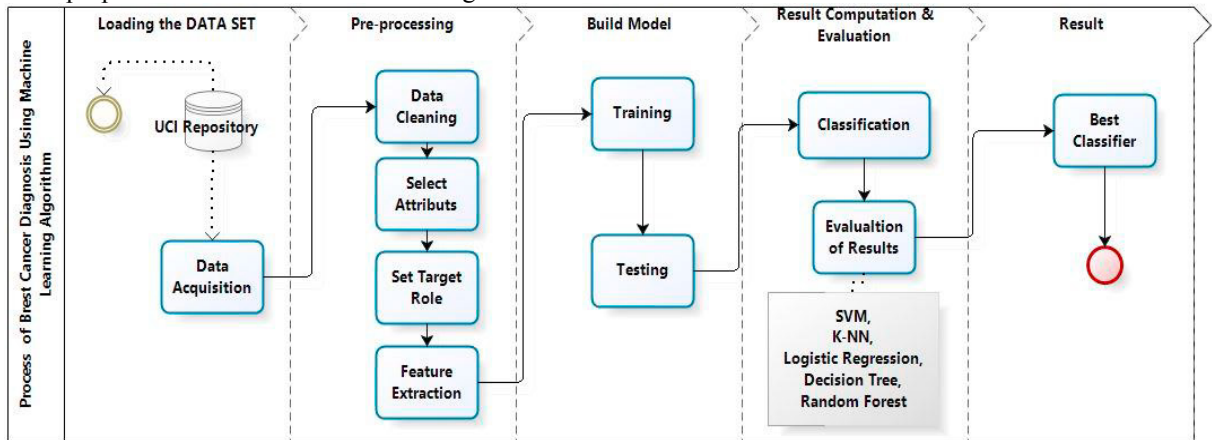 Process of Brest Cancer Diagnosis Using Machine
Learning Algorithm
Loading the DATA SET
UCI Repository
Data
Acquisition
Pre-processing
Data
Cleaning
Select
Attributs
Set Target
Role
Feature
Extraction
Build Model
Training
Testing
Result Computation &
Evaluation
Classification
Evaluation
of Results
SVM,
K-NN,
Logistic Regression,
Decision Tree,
Random Forest
Result
Best
Classifier